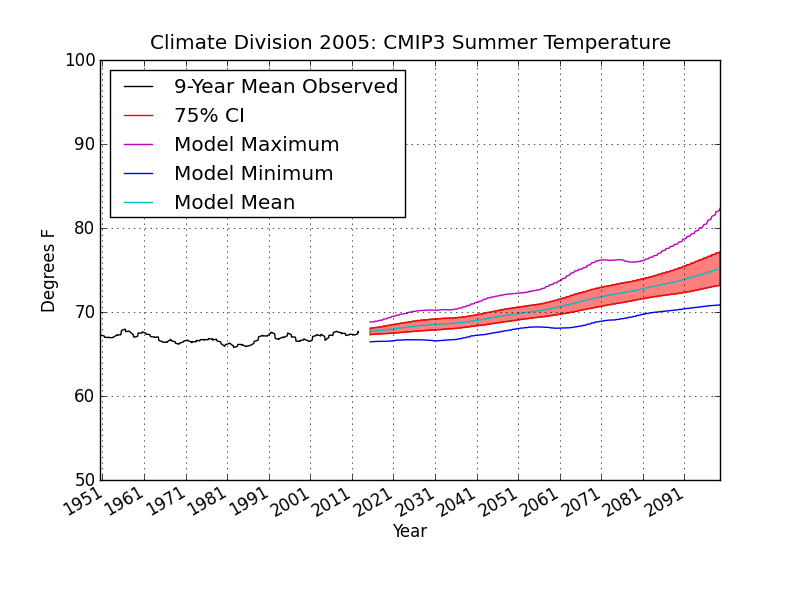 Climate Division 2005: CMIP3 Summer Temperature
100
90
80
70
60
50
Degrees F
9-Year Mean Observed
75% CI
Model Maximum
Model Minimum
Model Mean
1951 1961 1971 1981 1991 2001 2011 2021 2031 2041 2051 2061 2071 2081 2091
Year